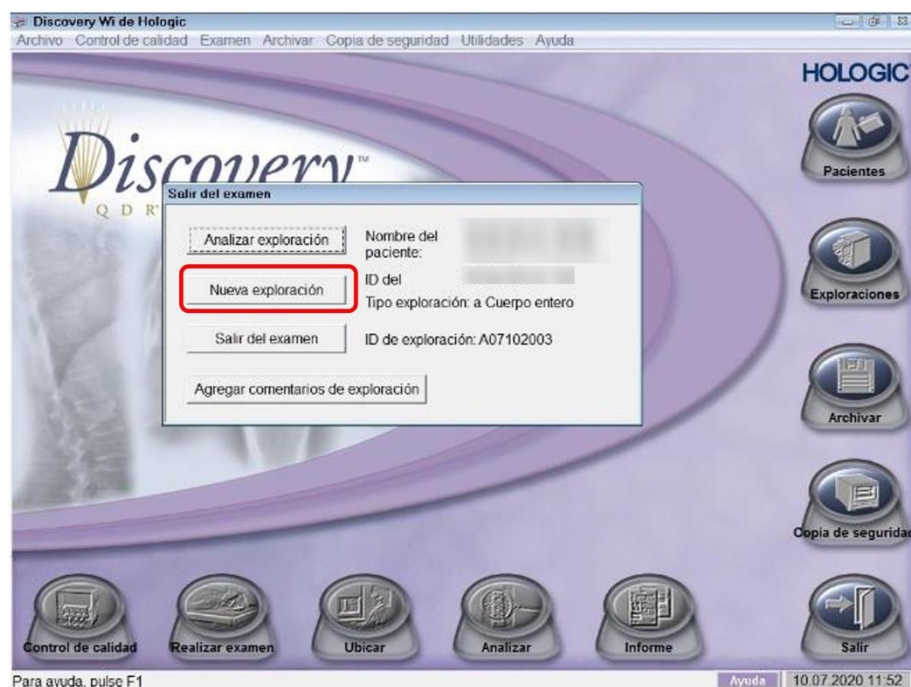 Discovery Wi de Hologic
Archivo Control de calidad Examen Archivar Copia de seguridad Utilidades Ayuda
HOLOGIC
Discovery™
Q D R
Pacientes
Salir del examen
Analizar exploración
Nombre del
paciente:
Nueva exploración
ID del
Tipo exploración: a Cuerpo entero
Exploraciones
Salir del examen
ID de exploración: A07102003
Agregar comentarios de exploración
Archivar
Copia de seguridad
Control de calidad
Realizar examen
Ubicar
Analizar
Informe
Salir
Para ayuda, pulse F1
Ayuda
10.07.2020 11:52